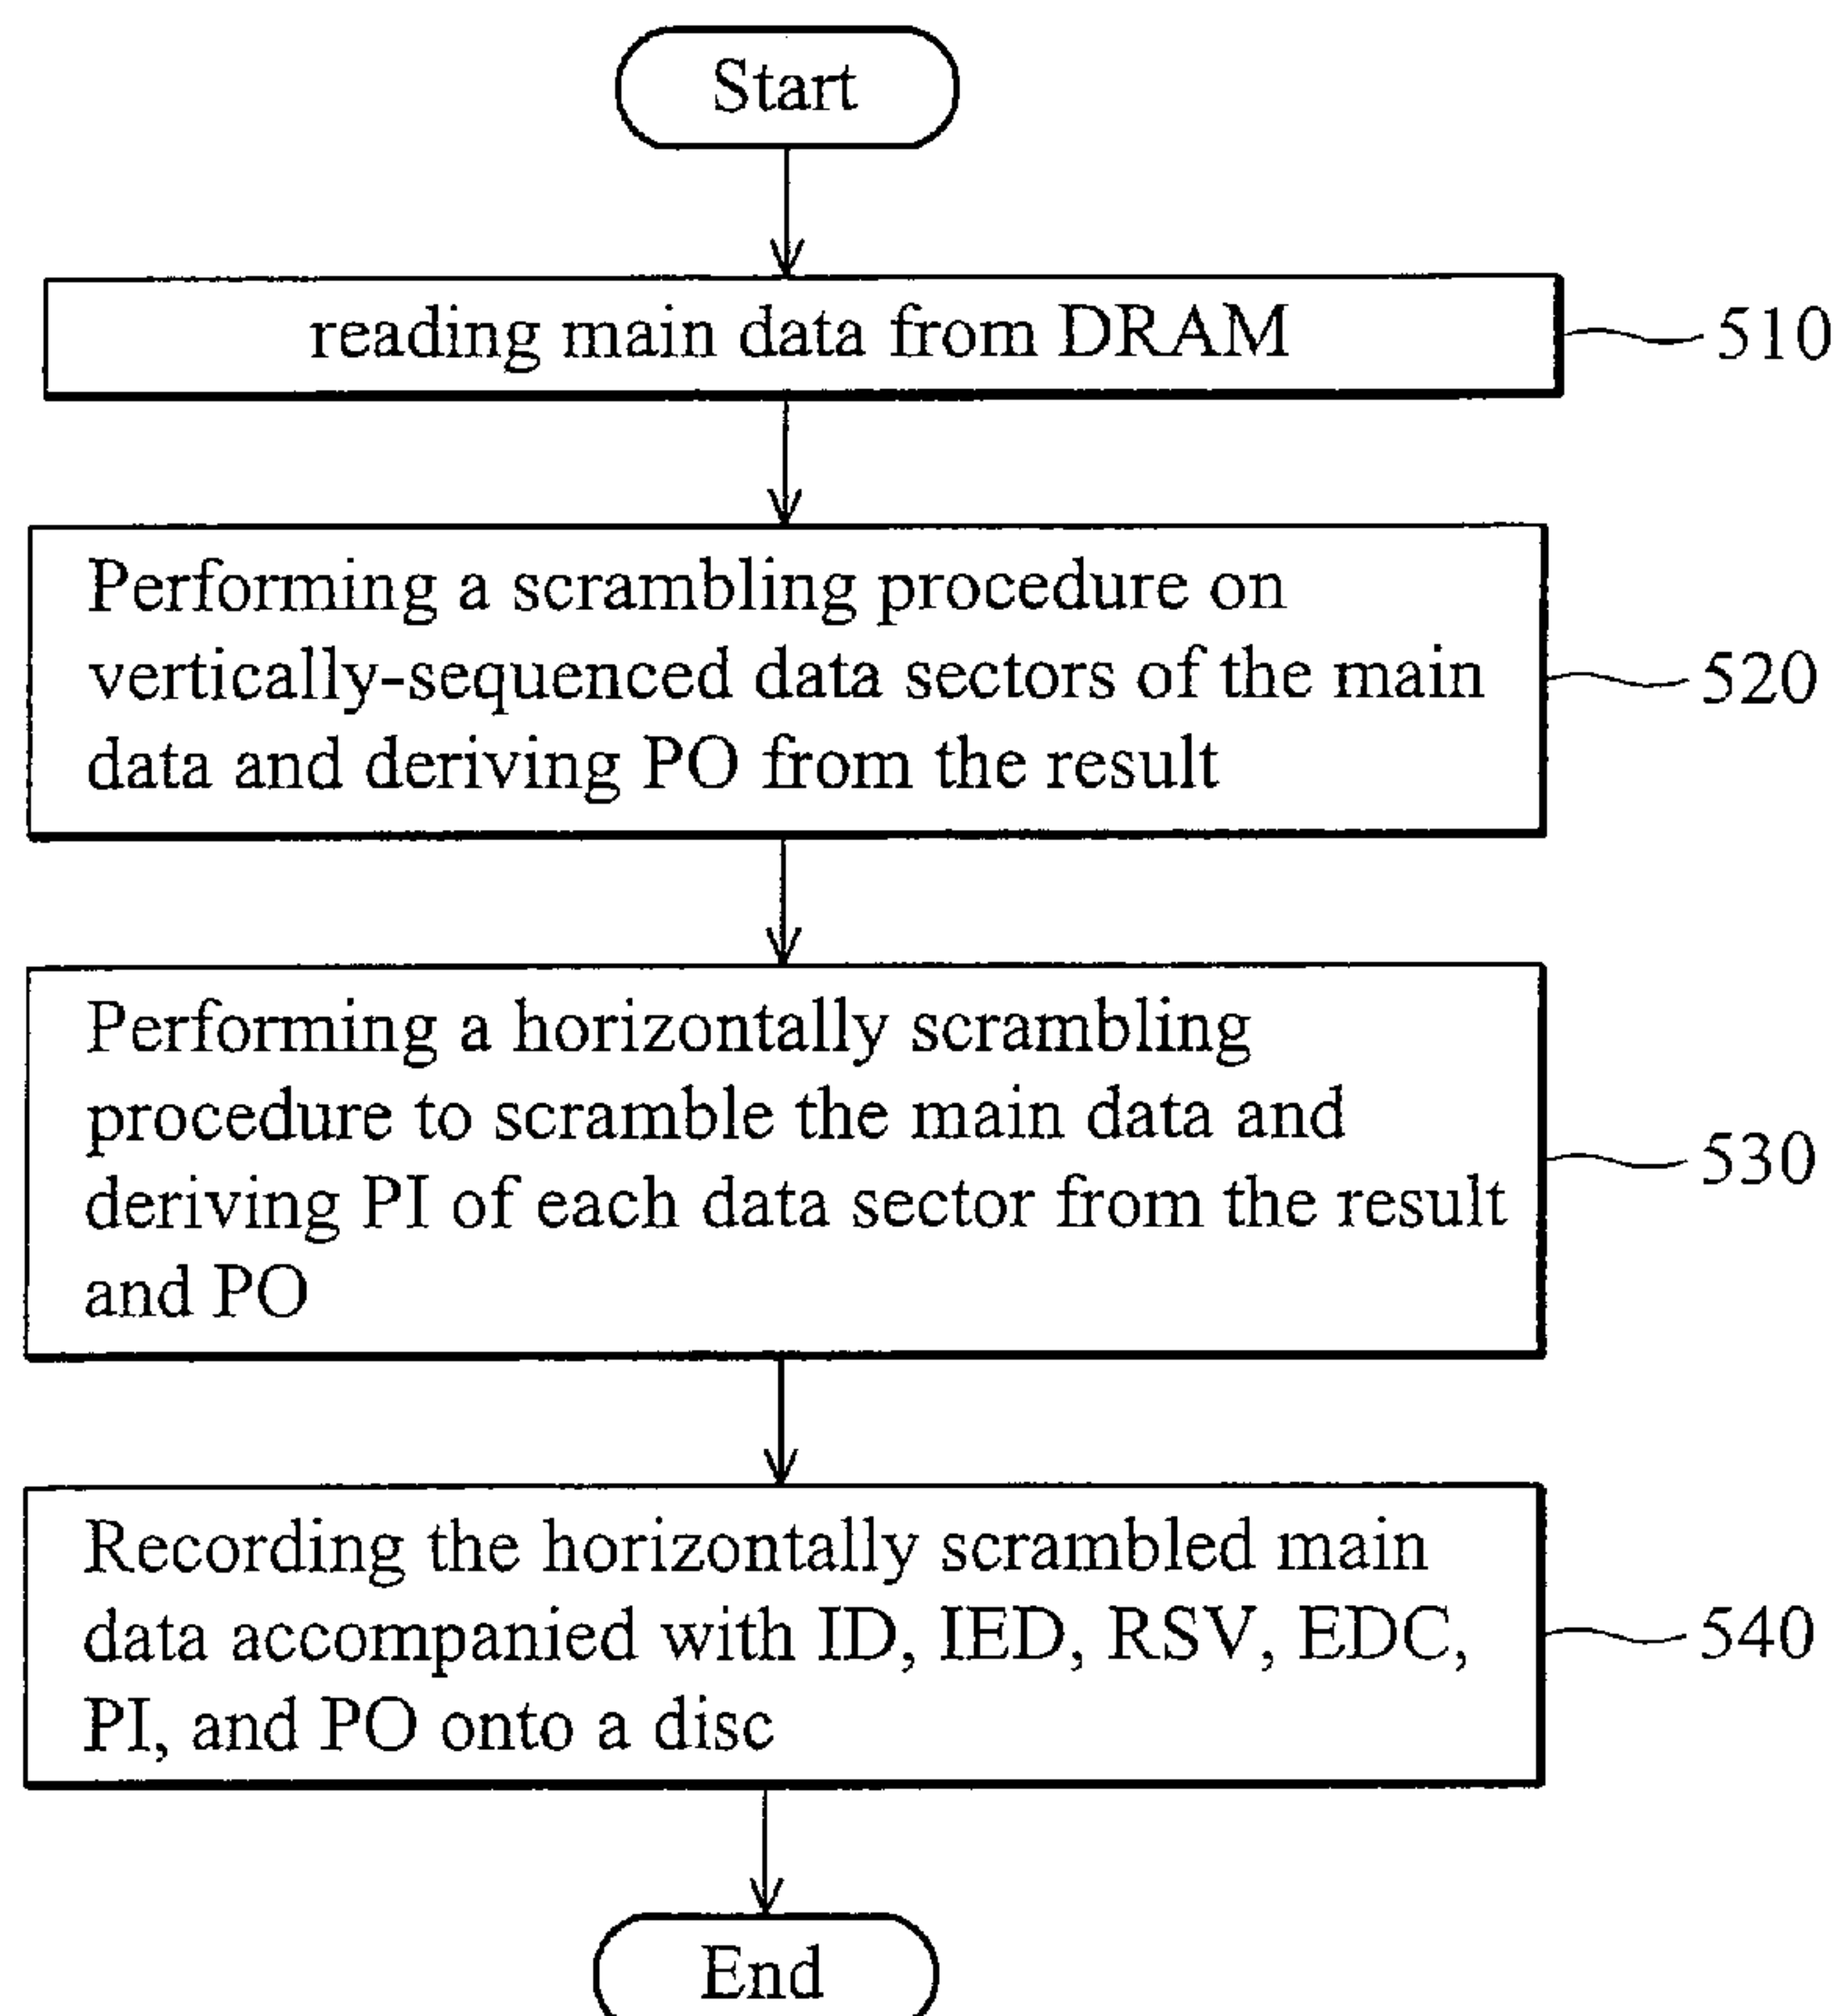 Start
reading main data from DRAM
510
Performing a scrambling procedure on
vertically-sequenced data sectors of the main
data and deriving PO from the result
520
Performing a horizontally scrambling
procedure to scramble the main data and
deriving PI of each data sector from the result
and PO
530
Recording the horizontally scrambled main
data accompanied with ID, IED, RSV, EDC,
PI, and PO onto a disc
540
End